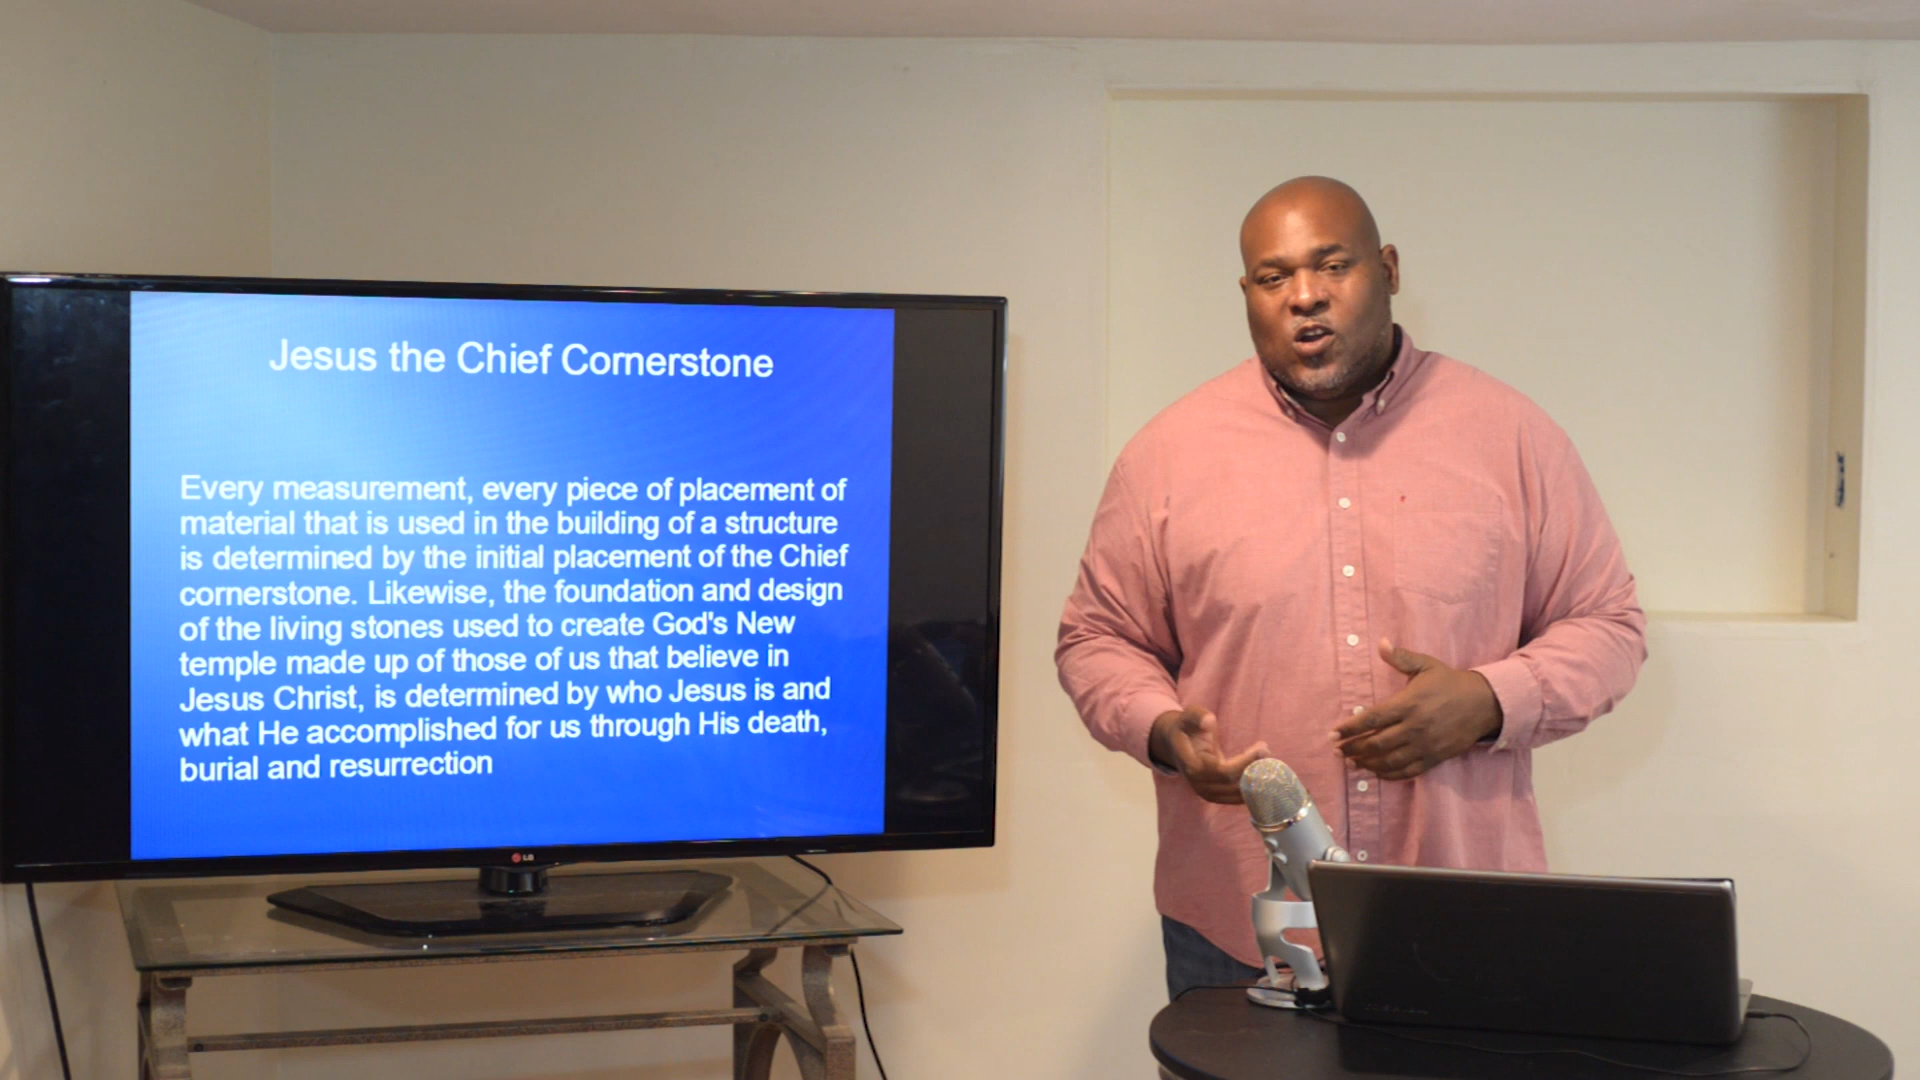 Jesus the Chief Cornerstone
Every measurement, every piece of placement of
material that is used in the building of a structure
is determined by the initial placement of the Chief
cornerstone. Likewise, the foundation and design
of the living stones used to create God's New
temple made up of those of us that believe in
Jesus Christ, is determined by who Jesus is and
what He accomplished for us through His death,
burial and resurrection
LG